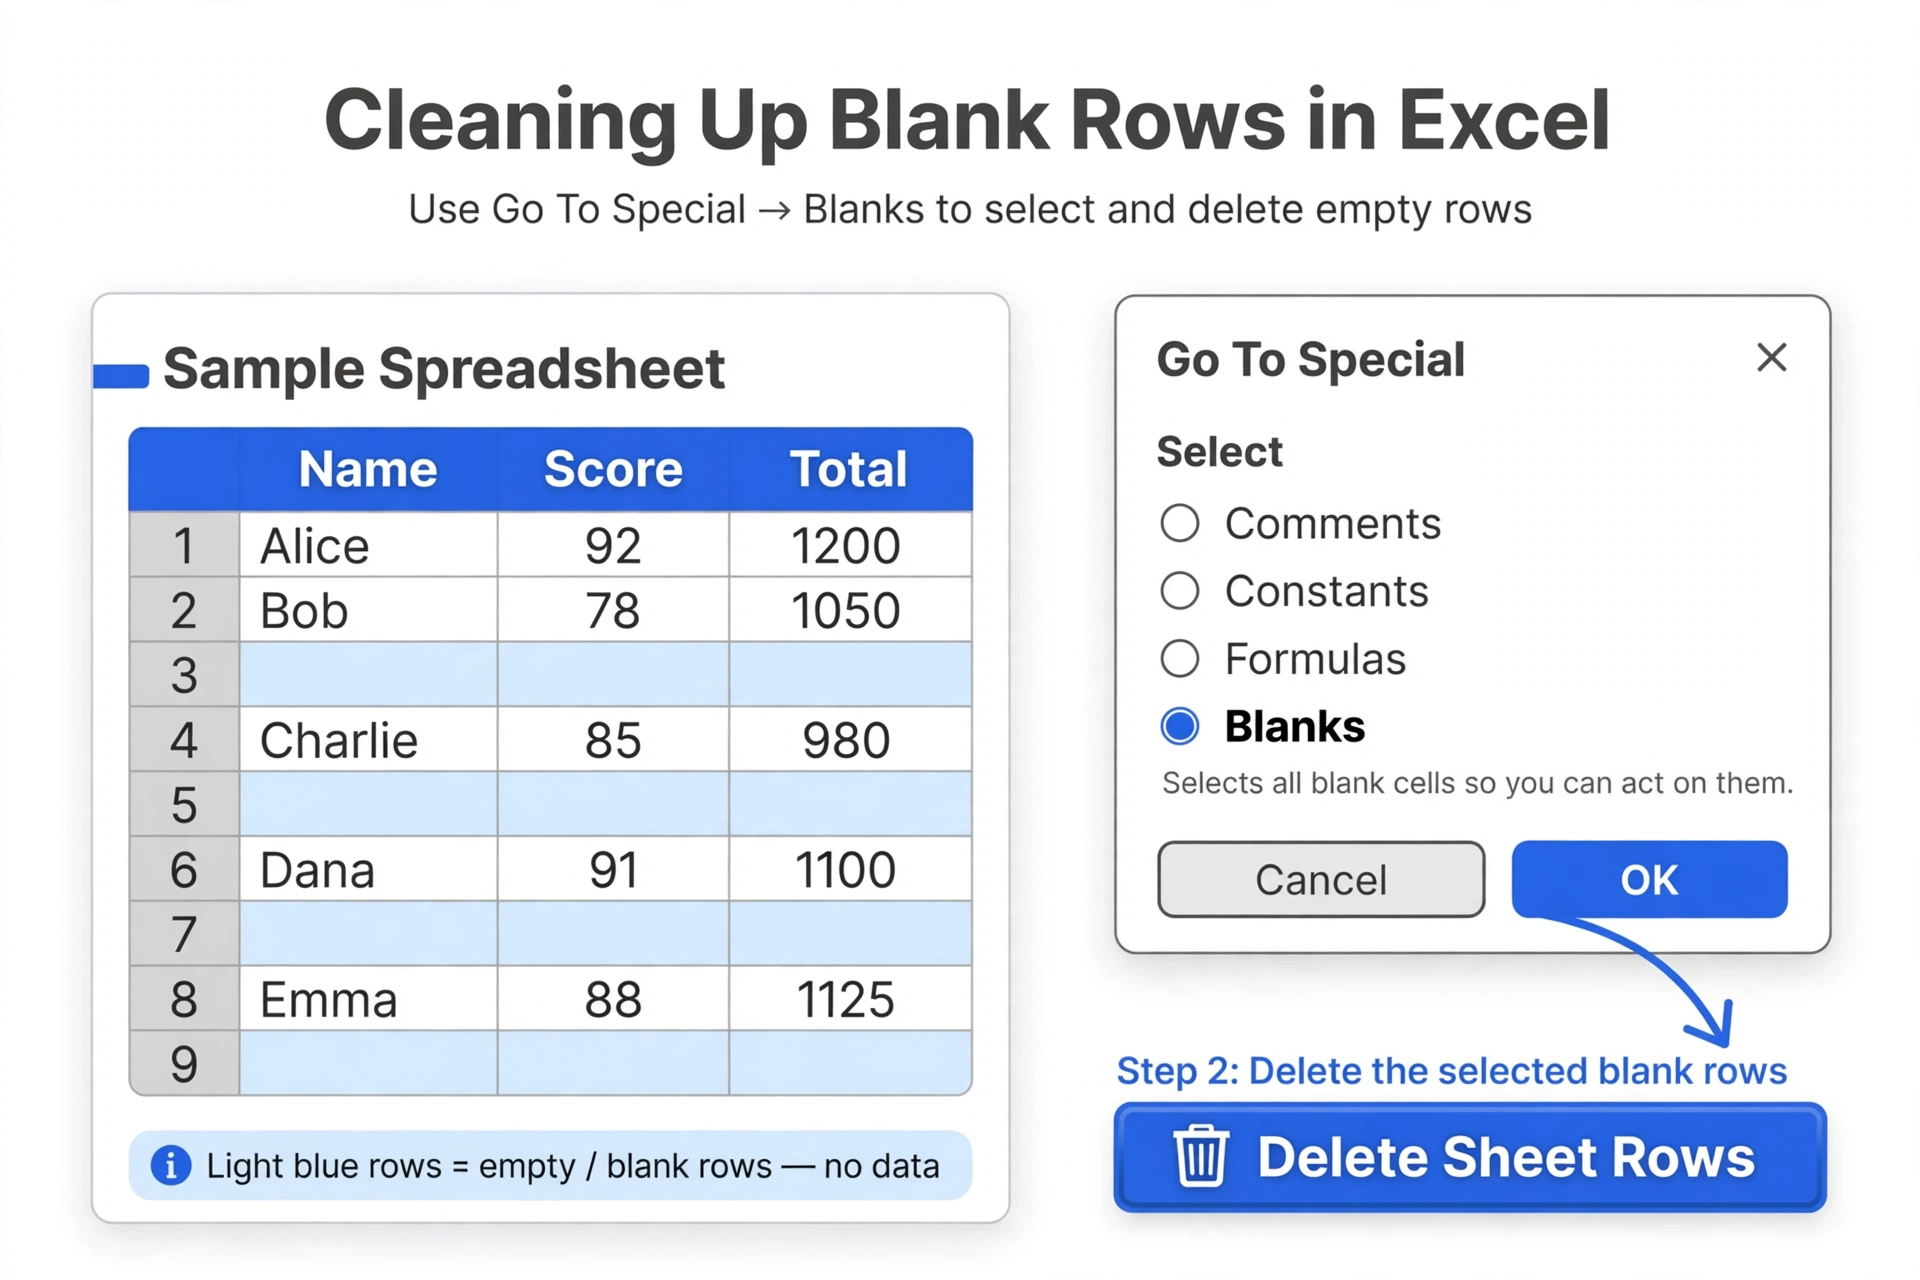 Cleaning Up Blank Rows in Excel
Use Go To Special → Blanks to select and delete empty rows
Sample Spreadsheet
Name Score Total
1 Alice 92 1200
2 Bob 78 1050
3
4 Charlie 85 980
5
6 Dana 91 1100
7
8 Emma 88 1125
9
i Light blue rows = empty / blank rows — no data
Go To Special ×
Select
Comments
Constants
Formulas
Blanks
Selects all blank cells so you can act on them.
Cancel OK
Step 2: Delete the selected blank rows
Delete Sheet Rows